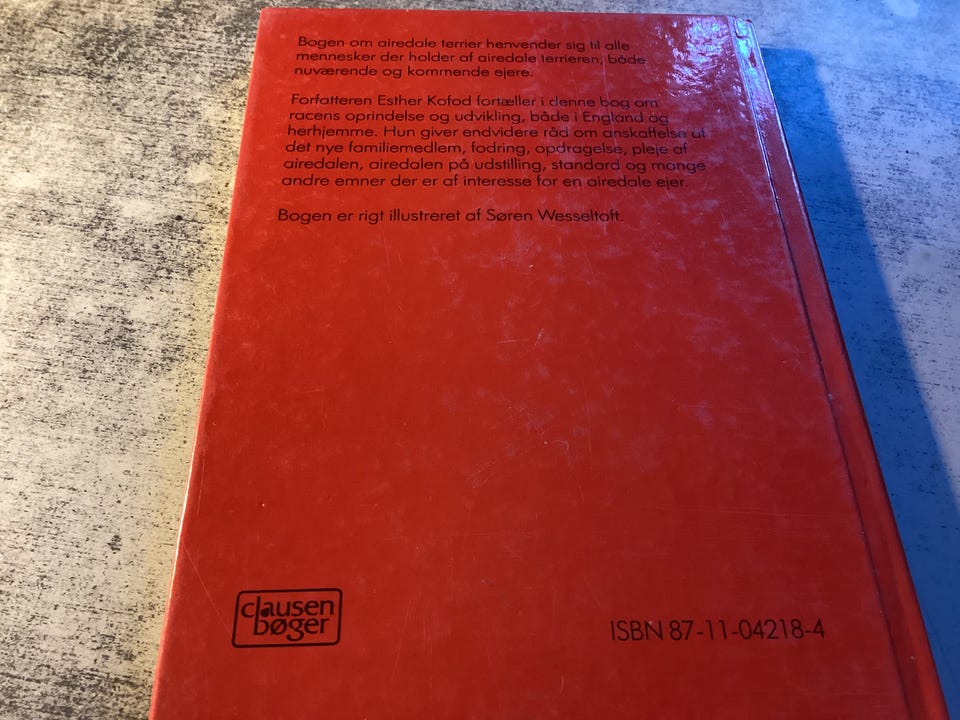 Bogen om airedale terrier henvender sig til alle
mennesker der holder af airedale terrieren, både
nuværende og kommende ejere.
Forfatteren Esther Kofod fortæller i denne bog om
racens oprindelse og udvikling, både i England og
herhjemme. Hun giver endvidere råd om anskaffelse af
det nye familiemedlem, fodring, opdragelse, pleje af
airedalen, airedalen på udstilling, standard og mange
andre emner der er af interesse for en airedale ejer.
Bogen er rigt illustreret af Søren Wesseltoft.
clausen
bøger
ISBN 87-11-04218-4